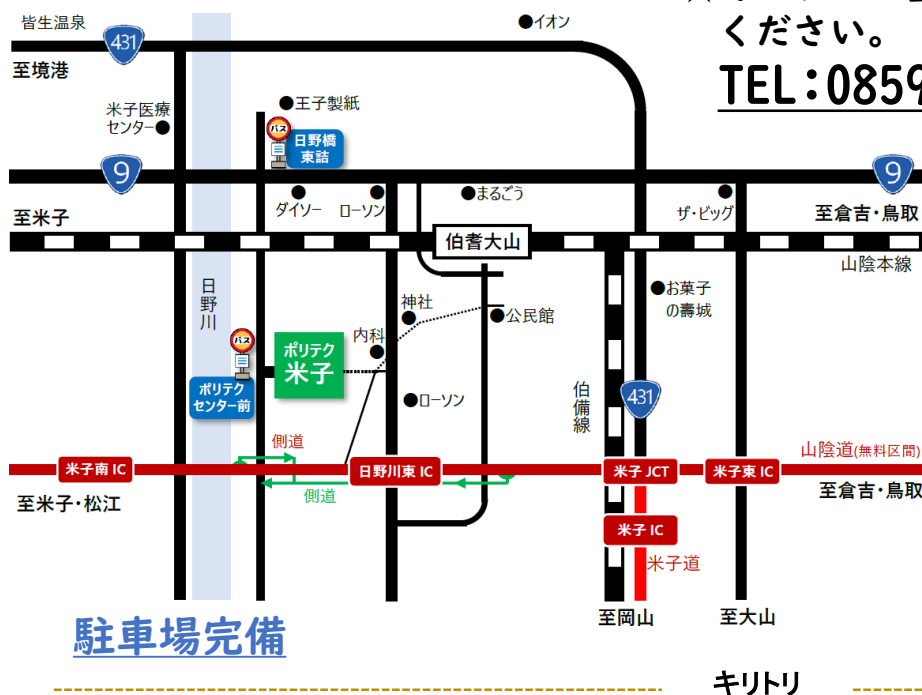 ください。
TEL:0859
皆生温泉
431
●イオン
至境港
米子医療
センター●
●王子製紙
バス
日野橋
東詰
9
9
ダイソー
ローソン
●まるごう
ザ・ビッグ
至米子
至倉吉・鳥取
伯耆大山
山陰本線
日野川
●お菓子
の壽城
神社
●公民館
内科
バス
ポリテク
米子
ポリテク
センター前
●ローソン
伯備線
431
側道
山陰道(無料区間)
米子南 IC
日野川東 IC
米子 JCT
米子東 IC
側道
至米子・松江
至倉吉・鳥取
米子 IC
米子道
至岡山
至大山
駐車場完備
キリトリ